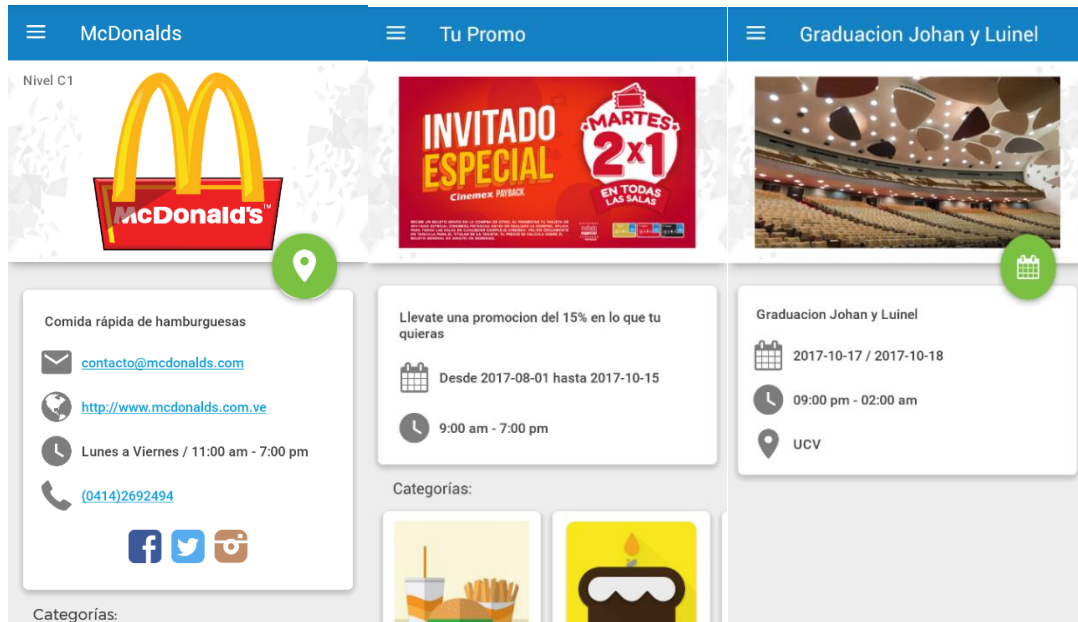 McDonalds
Nivel C1
McDonald's™
Comida rápida de hamburguesas
contacto@mcdonalds.com
http://www.mcdonalds.com.ve
Lunes a Viernes / 11:00 am - 7:00 pm
(0414)2692494
Categorías:
Tu Promo
INVITADO
ESPECIAL
Cinemex PAYBACK
MARTES
2x1
EN TODAS
LAS SALAS
Llevate una promocion del 15% en lo que tu
quieras
Desde 2017-08-01 hasta 2017-10-15
9:00 am - 7:00 pm
Categorías:
Graduacion Johan y Luinel
Graduacion Johan y Luinel
2017-10-17 / 2017-10-18
09:00 pm - 02:00 am
UCV